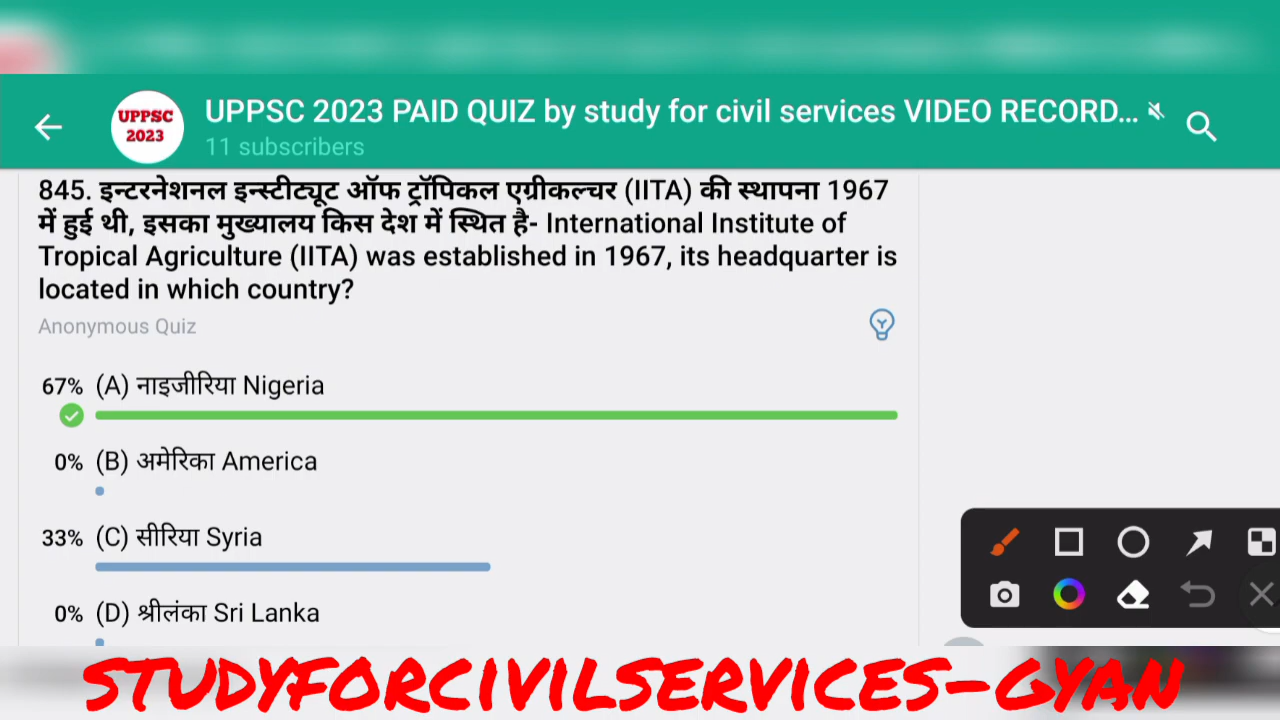 UPPSC
2023
UPPSC 2023 PAID QUIZ by study for civil services VIDEO RECORD...
11 subscribers
845. इन्टरनेशनल इन्स्टीट्यूट ऑफ ट्रॉपिकल एग्रीकल्चर (IITA) की स्थापना 1967
में हुई थी, इसका मुख्यालय किस देश में स्थित है- International Institute of
Tropical Agriculture (IITA) was established in 1967, its headquarter is
located in which country?
Anonymous Quiz
67% (A) नाइजीरिया Nigeria
0% (B) अमेरिका America
33% (C) सीरिया Syria
0% (D) श्रीलंका Sri Lanka
STUDYFORCIVILSERVICES-GYAN